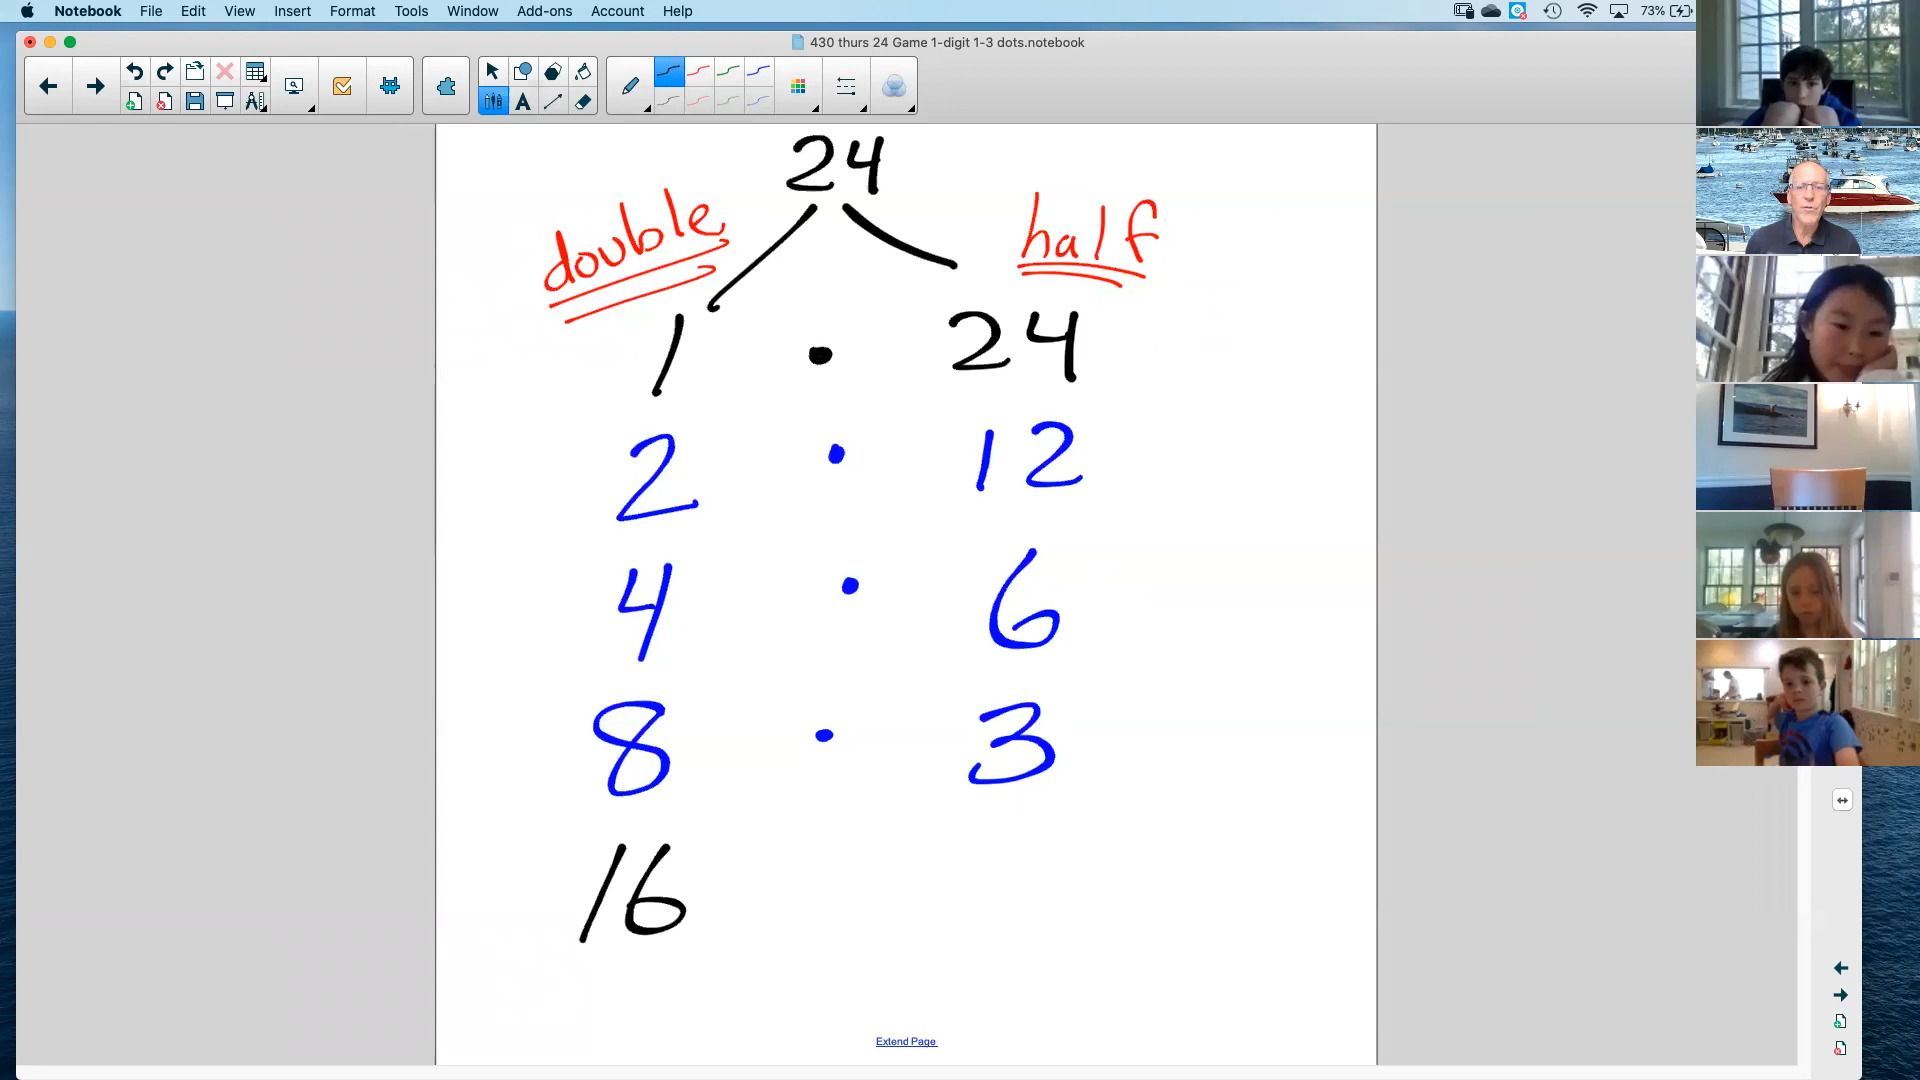 Notebook File Edit View Insert Format Tools Window Add-ons Account Help 73%
430 thurs 24 Game 1-digit 1-3 dots.notebook
24
double half
1 • 24
2 • 12
4 • 6
8 • 3
16
Extend Page